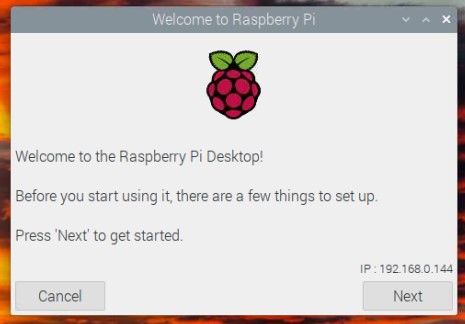 Welcome to Raspberry Pi
Welcome to the Raspberry Pi Desktop!
Before you start using it, there are a few things to set up.
Press 'Next' to get started.
IP : 192.168.0.144
Cancel
Next